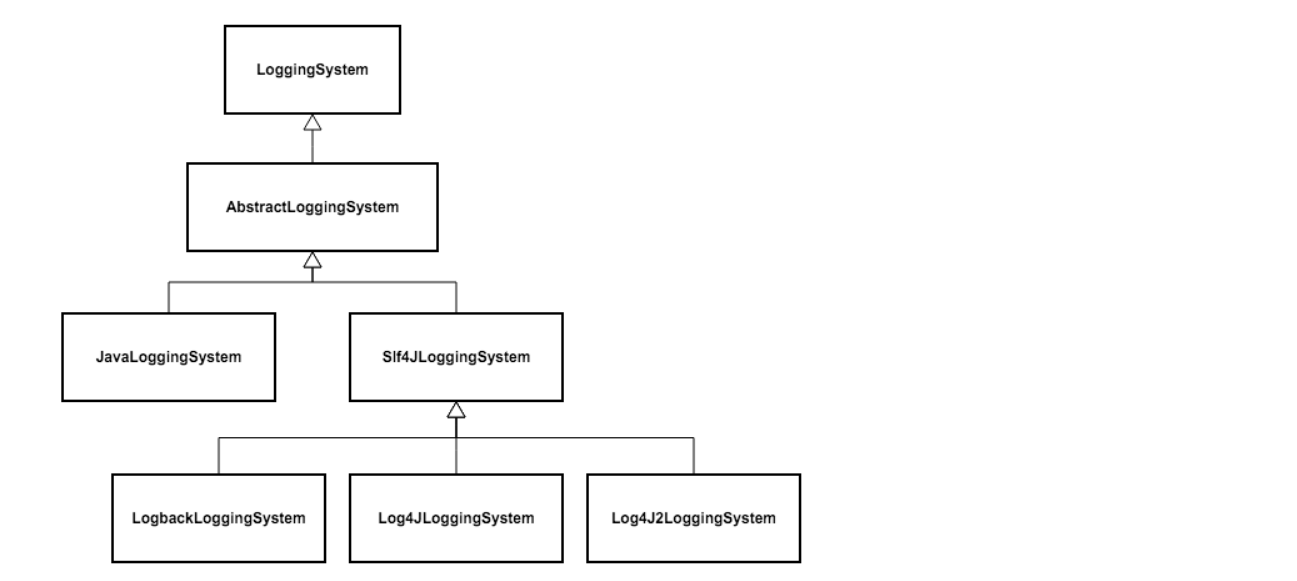 LoggingSystem
AbstractLoggingSystem
JavaLoggingSystem
Slf4JLoggingSystem
LogbackLoggingSystem
Log4JLoggingSystem
Log4J2LoggingSystem